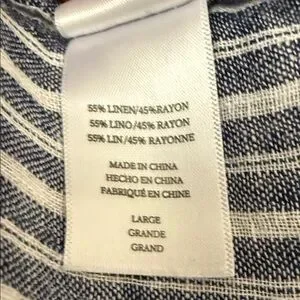 55% LINEN/45%RAYON
55% LINO/45% RAYON
55% LIN/45% RAYONNE
MADE IN CHINA
HECHO EN CHINA
FABRIQUÉ EN CHINE
LARGE
GRANDE
GRAND